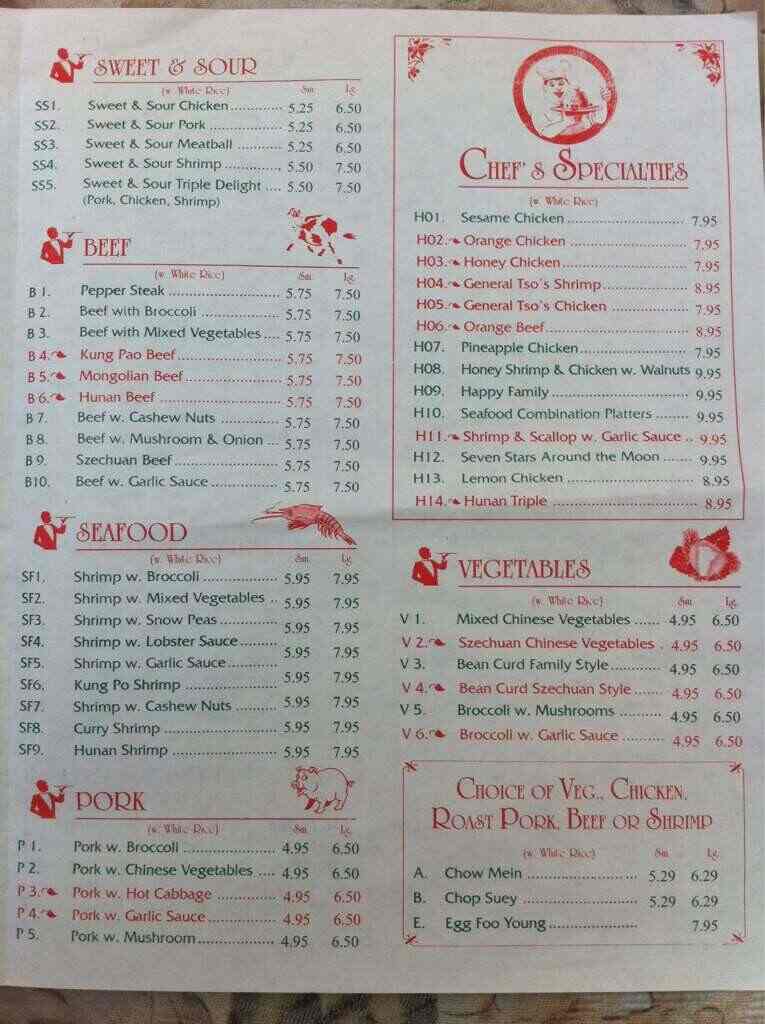 SWEET & SOUR
(w. White Rice) Sm. Lg.
SS1. Sweet & Sour Chicken ............. 5.25 6.50
SS2. Sweet & Sour Pork ................... 5.25 6.50
SS3. Sweet & Sour Meatball ............ 5.25 6.50
SS4. Sweet & Sour Shrimp .............. 5.50 7.50
SS5. Sweet & Sour Triple Delight .... 5.50 7.50
(Pork, Chicken, Shrimp)
BEEF
(w. White Rice) Sm. Lg.
B 1. Pepper Steak ............................ 5.75 7.50
B 2. Beef with Broccoli .................... 5.75 7.50
B 3. Beef with Mixed Vegetables .... 5.75 7.50
B 4. Kung Pao Beef .......................... 5.75 7.50
B 5. Mongolian Beef ........................ 5.75 7.50
B 6. Hunan Beef .............................. 5.75 7.50
B 7. Beef w. Cashew Nuts ............... 5.75 7.50
B 8. Beef w. Mushroom & Onion ... 5.75 7.50
B 9. Szechuan Beef .......................... 5.75 7.50
B10. Beef w. Garlic Sauce ................. 5.75 7.50
SEAFOOD
(w. White Rice) Sm. Lg.
SF1. Shrimp w. Broccoli ................... 5.95 7.95
SF2. Shrimp w. Mixed Vegetables .. 5.95 7.95
SF3. Shrimp w. Snow Peas ............... 5.95 7.95
SF4. Shrimp w. Lobster Sauce .......... 5.95 7.95
SF5. Shrimp w. Garlic Sauce ............. 5.95 7.95
SF6. Kung Po Shrimp ....................... 5.95 7.95
SF7. Shrimp w. Cashew Nuts ........... 5.95 7.95
SF8. Curry Shrimp ............................ 5.95 7.95
SF9. Hunan Shrimp .......................... 5.95 7.95
PORK
(w. White Rice) Sm. Lg.
P 1. Pork w. Broccoli ........................ 4.95 6.50
P 2. Pork w. Chinese Vegetables .... 4.95 6.50
P 3. Pork w. Hot Cabbage ............... 4.95 6.50
P 4. Pork w. Garlic Sauce ................. 4.95 6.50
P 5. Pork w. Mushroom ................... 4.95 6.50
CHEF'S SPECIALTIES
(w. White Rice)
H01. Sesame Chicken ........................ 7.95
H02. Orange Chicken ........................ 7.95
H03. Honey Chicken ......................... 7.95
H04. General Tso's Shrimp ................ 8.95
H05. General Tso's Chicken .............. 7.95
H06. Orange Beef ............................. 8.95
H07. Pineapple Chicken ..................... 7.95
H08. Honey Shrimp & Chicken w. Walnuts 9.95
H09. Happy Family ........................... 9.95
H10. Seafood Combination Platters ....... 9.95
H11. Shrimp & Scallop w. Garlic Sauce .. 9.95
H12. Seven Stars Around the Moon ...... 9.95
H13. Lemon Chicken ........................ 8.95
H14. Hunan Triple ............................ 8.95
VEGETABLES
(w. White Rice) Sm. Lg.
V 1. Mixed Chinese Vegetables ...... 4.95 6.50
V 2. Szechuan Chinese Vegetables . 4.95 6.50
V 3. Bean Curd Family Style ............ 4.95 6.50
V 4. Bean Curd Szechuan Style ....... 4.95 6.50
V 5. Broccoli w. Mushrooms .......... 4.95 6.50
V 6. Broccoli w. Garlic Sauce .......... 4.95 6.50
CHOICE OF VEG., CHICKEN,
ROAST PORK, BEEF OR SHRIMP
(w. White Rice) Sm. Lg.
A. Chow Mein ........................... 5.29 6.29
B. Chop Suey ............................ 5.29 6.29
E. Egg Foo Young ..................... 7.95